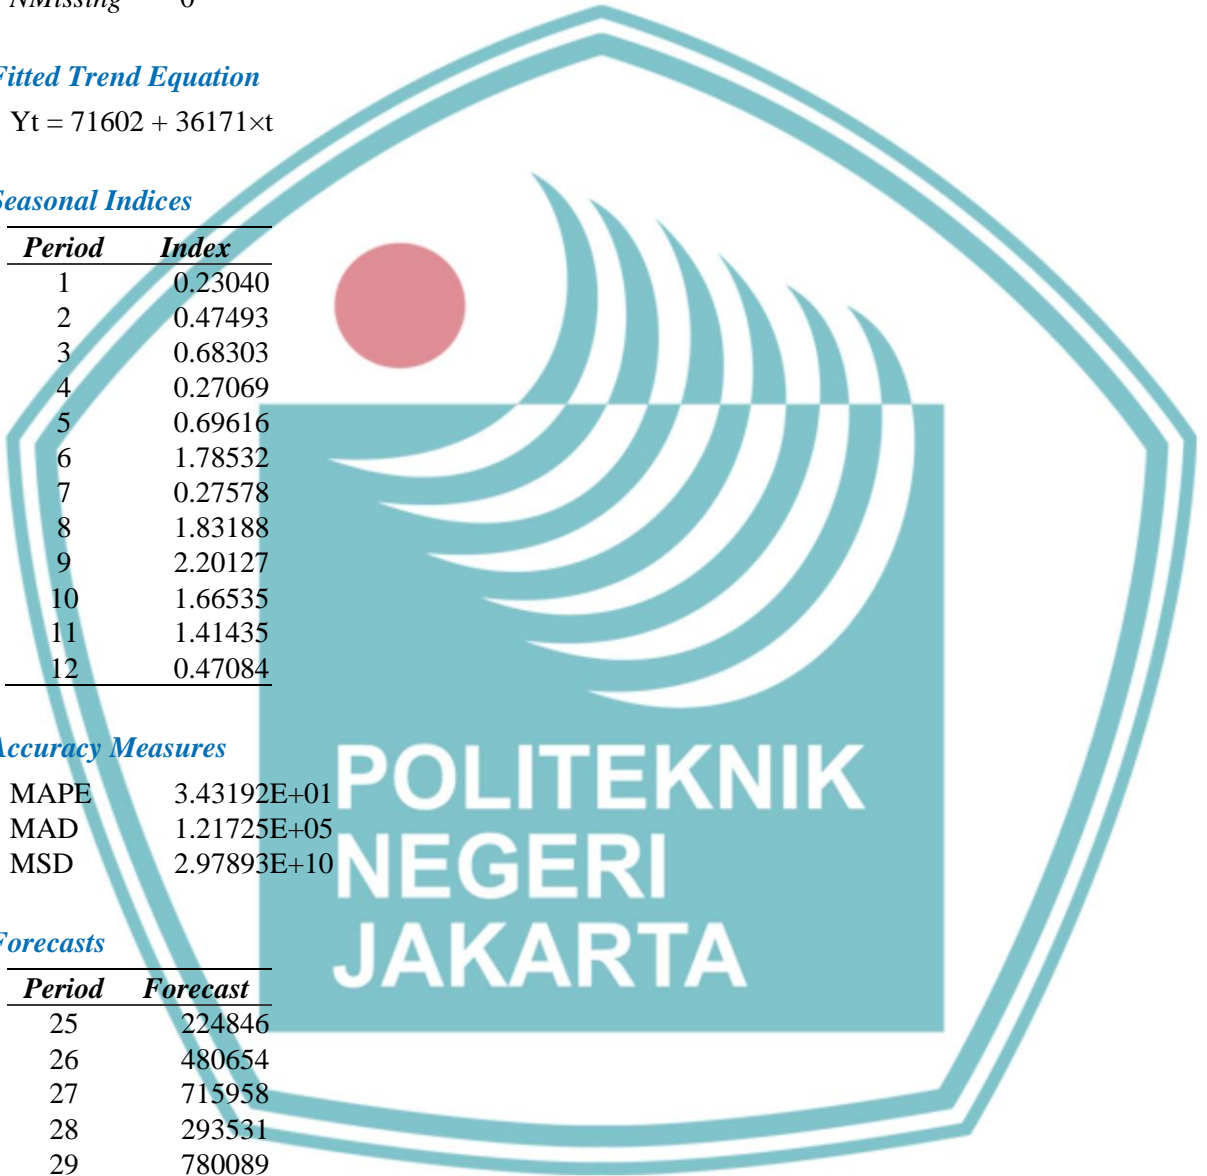 NMissing 0
Fitted Trend Equation
Yt = 71602 + 36171×t
Seasonal Indices
Period Index
1 0.23040
2 0.47493
3 0.68303
4 0.27069
5 0.69616
6 1.78532
7 0.27578
8 1.83188
9 2.20127
10 1.66535
11 1.41435
12 0.47084
Accuracy Measures
MAPE 3.43192E+01
MAD 1.21725E+05
MSD 2.97893E+10
POLITEKNIK
NEGERI
JAKARTA
Forecasts
Period Forecast
25 224846
26 480654
27 715958
28 293531
29 780089